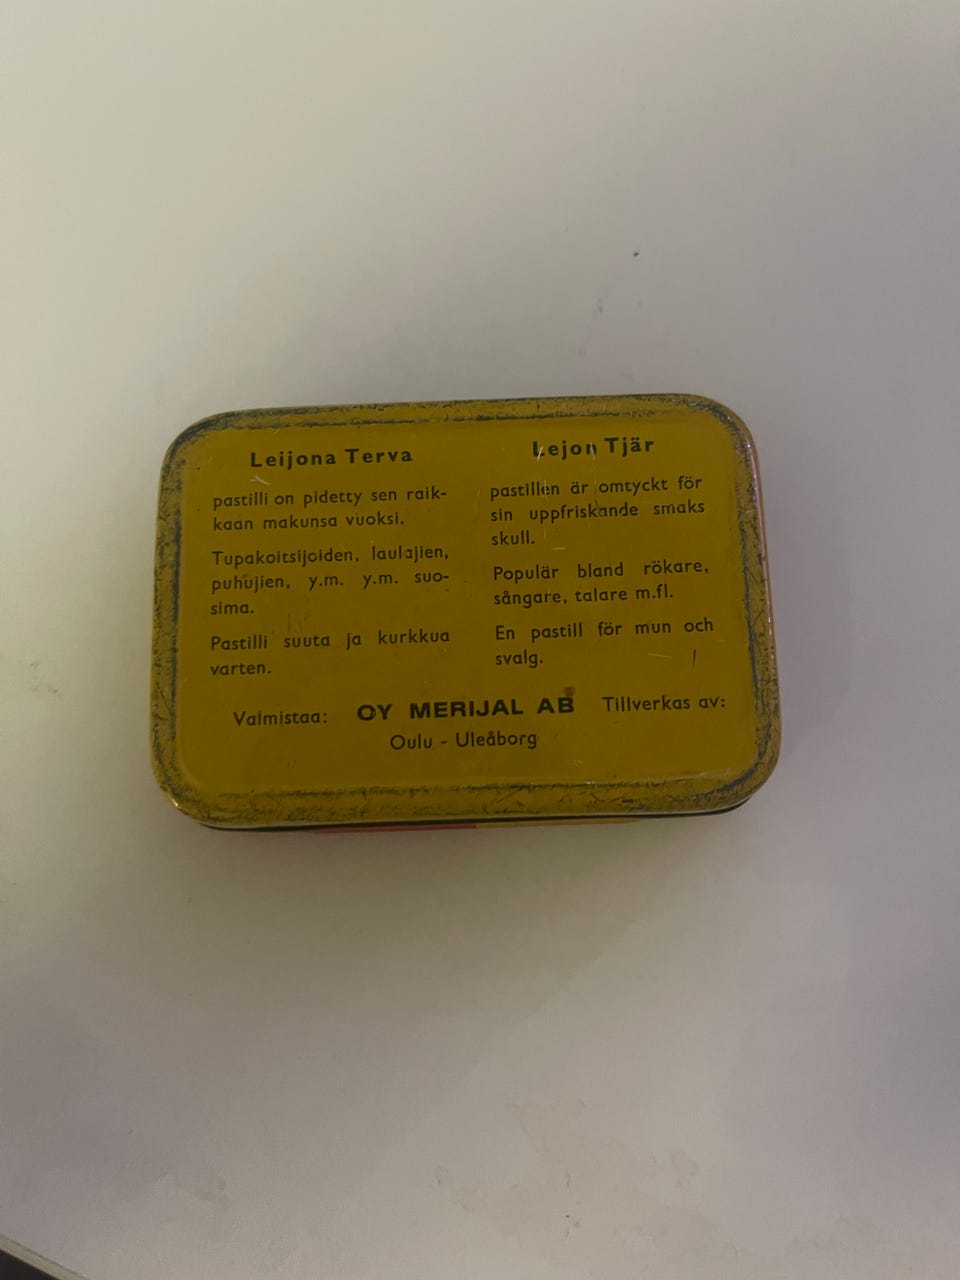 Leijona Terva
pastilli on pidetty sen raik-
kaan makunsa vuoksi.
Tupakoitsijoiden, laulajien,
puhujien, y.m. y.m. suo-
sima.
Pastilli suuta ja kurkkua
varten.
Lejon Tjär
pastillen är omtyckt för
sin uppfriskande smaks
skull.
Populär bland rökare,
sångare, talare m.fl.
En pastill för mun och
svalg.
Valmistaa: OY MERIJAL AB Tillverkas av:
Oulu - Uleåborg